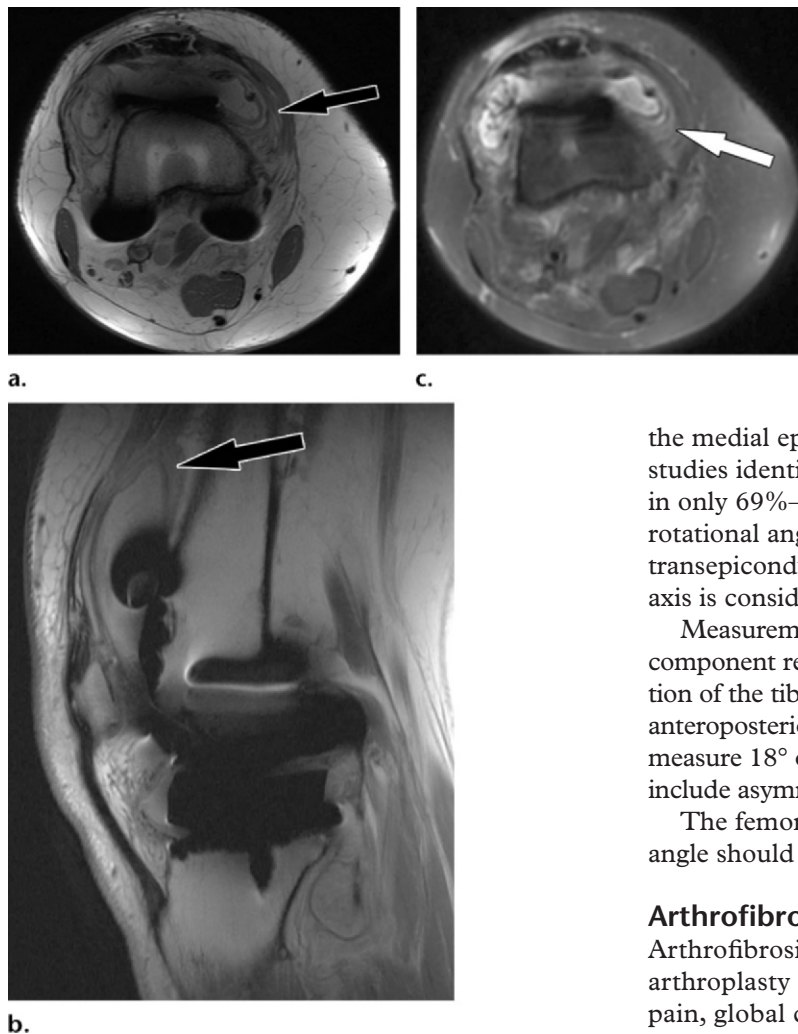 a.
c.
b.
the medial ep
studies identi
in only 69%–
rotational ang
transepicond
axis is consid
Measurem
component re
tion of the tib
anteroposteri
measure 18° 
include asymm
The femor
angle should
Arthrofibro
Arthrofibrosi
arthroplasty
pain, global